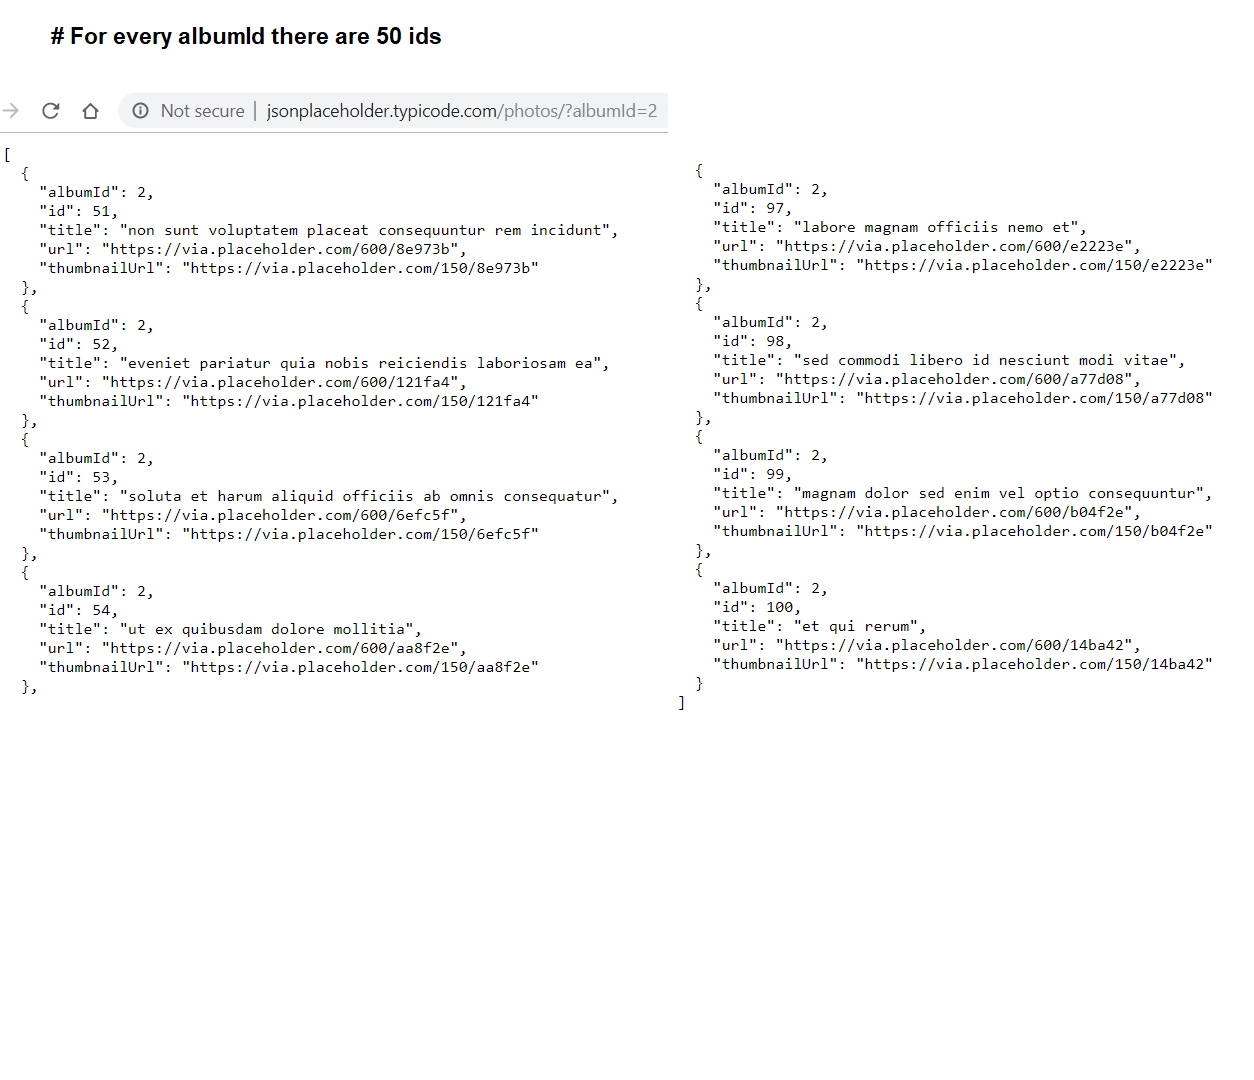 # For every albumId there are 50 ids
Not secure | jsonplaceholder.typicode.com/photos/?albumId=2
[
  {
    "albumId": 2,
    "id": 51,
    "title": "non sunt voluptatem placeat consequuntur rem incidunt",
    "url": "https://via.placeholder.com/600/8e973b",
    "thumbnailUrl": "https://via.placeholder.com/150/8e973b"
  },
  {
    "albumId": 2,
    "id": 52,
    "title": "eveniet pariatur quia nobis reiciendis laboriosam ea",
    "url": "https://via.placeholder.com/600/121fa4",
    "thumbnailUrl": "https://via.placeholder.com/150/121fa4"
  },
  {
    "albumId": 2,
    "id": 53,
    "title": "soluta et harum aliquid officiis ab omnis consequatur",
    "url": "https://via.placeholder.com/600/6efc5f",
    "thumbnailUrl": "https://via.placeholder.com/150/6efc5f"
  },
  {
    "albumId": 2,
    "id": 54,
    "title": "ut ex quibusdam dolore mollitia",
    "url": "https://via.placeholder.com/600/aa8f2e",
    "thumbnailUrl": "https://via.placeholder.com/150/aa8f2e"
  },
  {
    "albumId": 2,
    "id": 97,
    "title": "labore magnam officiis nemo et",
    "url": "https://via.placeholder.com/600/e2223e",
    "thumbnailUrl": "https://via.placeholder.com/150/e2223e"
  },
  {
    "albumId": 2,
    "id": 98,
    "title": "sed commodi libero id nesciunt modi vitae",
    "url": "https://via.placeholder.com/600/a77d08",
    "thumbnailUrl": "https://via.placeholder.com/150/a77d08"
  },
  {
    "albumId": 2,
    "id": 99,
    "title": "magnam dolor sed enim vel optio consequuntur",
    "url": "https://via.placeholder.com/600/b04f2e",
    "thumbnailUrl": "https://via.placeholder.com/150/b04f2e"
  },
  {
    "albumId": 2,
    "id": 100,
    "title": "et qui rerum",
    "url": "https://via.placeholder.com/600/14ba42",
    "thumbnailUrl": "https://via.placeholder.com/150/14ba42"
  }
]